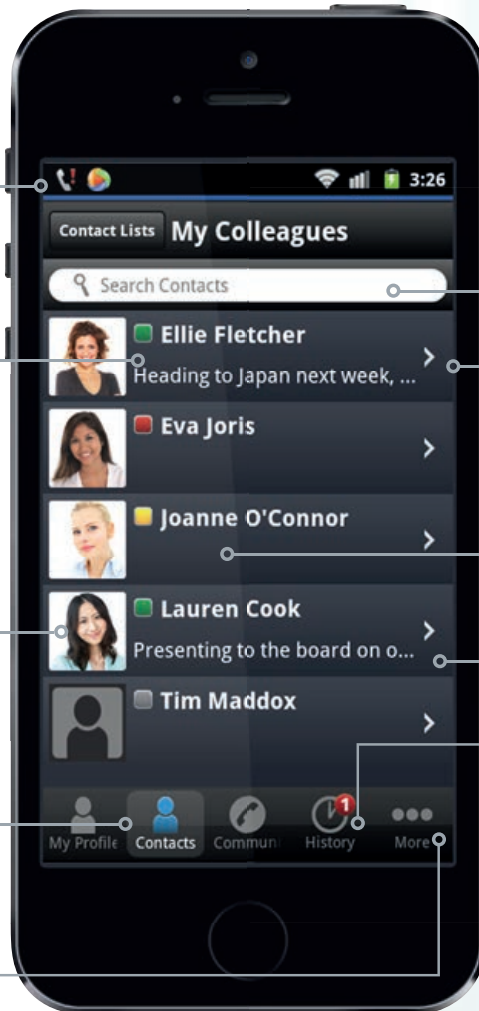 3:26
Contact Lists My Colleagues
Search Contacts
Ellie Fletcher
Heading to Japan next week, ...
Eva Joris
Joanne O'Connor
Lauren Cook
Presenting to the board on o...
Tim Maddox
1
My Profile Contacts Communi History More